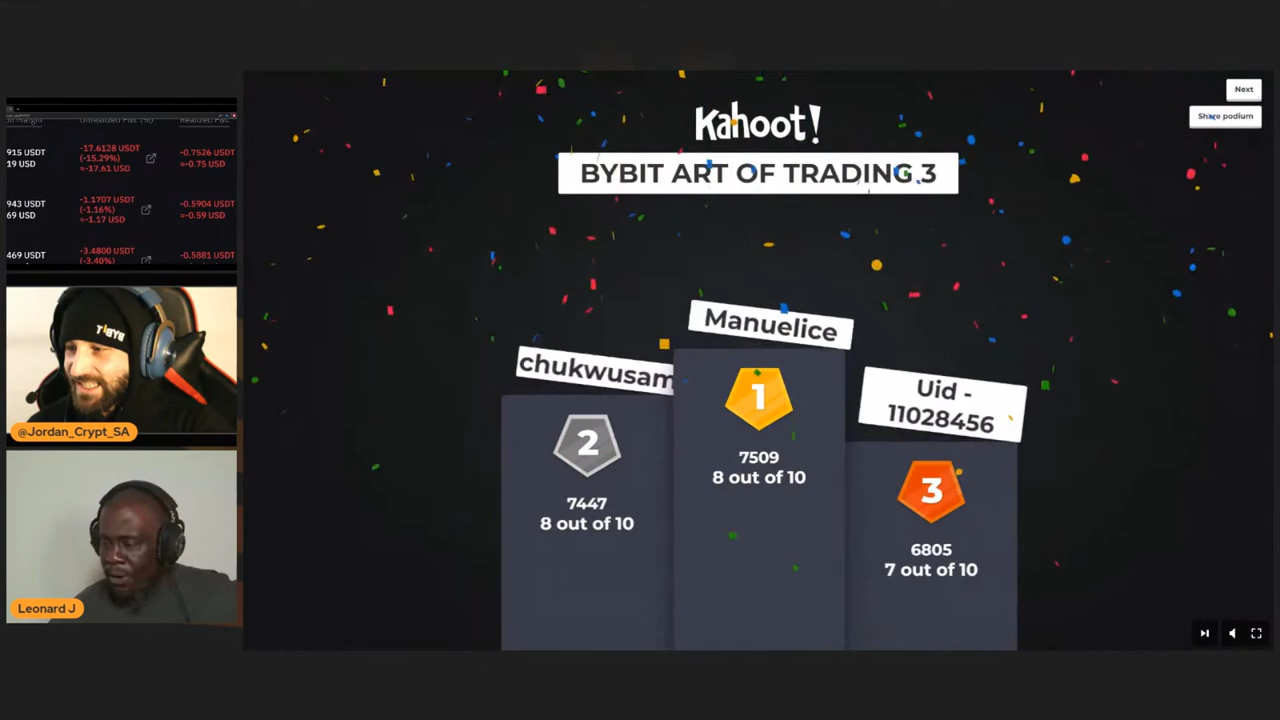 Unrealized P&L (%)
915 USDT
19 USD
-17.6128 USDT
(-15.29%)
≈-17.61 USD
-0.7526 USDT
≈-0.75 USD
943 USDT
69 USD
-1.1707 USDT
(-1.16%)
≈-1.17 USD
-0.5904 USDT
≈-0.59 USD
469 USDT
-3.4800 USDT
(-3.40%)
-0.5881 USDT
@Jordan_Crypt_SA
Leonard J
Next
Share podium
Kahoot!
BYBIT ART OF TRADING 3
Manuelice
chukwusam
Uid -
11028456
1
7509
8 out of 10
2
7447
8 out of 10
3
6805
7 out of 10